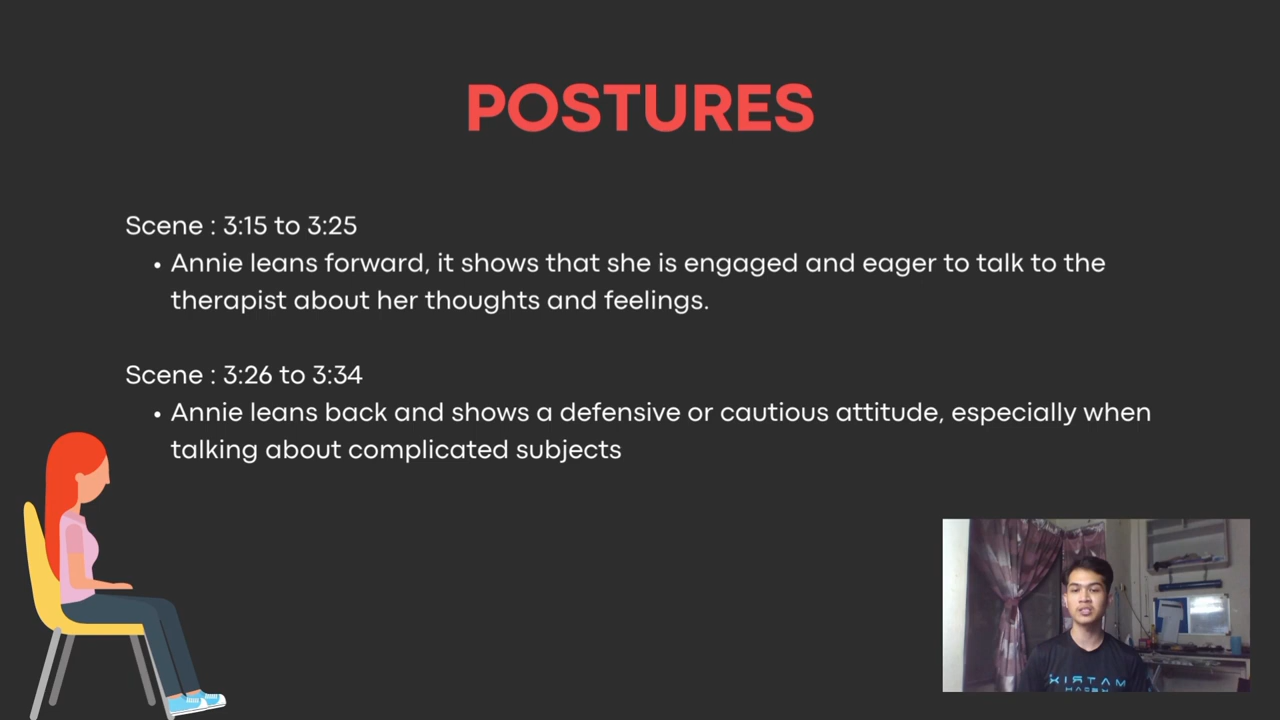 POSTURES
Scene : 3:15 to 3:25
• Annie leans forward, it shows that she is engaged and eager to talk to the
therapist about her thoughts and feelings.
Scene : 3:26 to 3:34
• Annie leans back and shows a defensive or cautious attitude, especially when
talking about complicated subjects